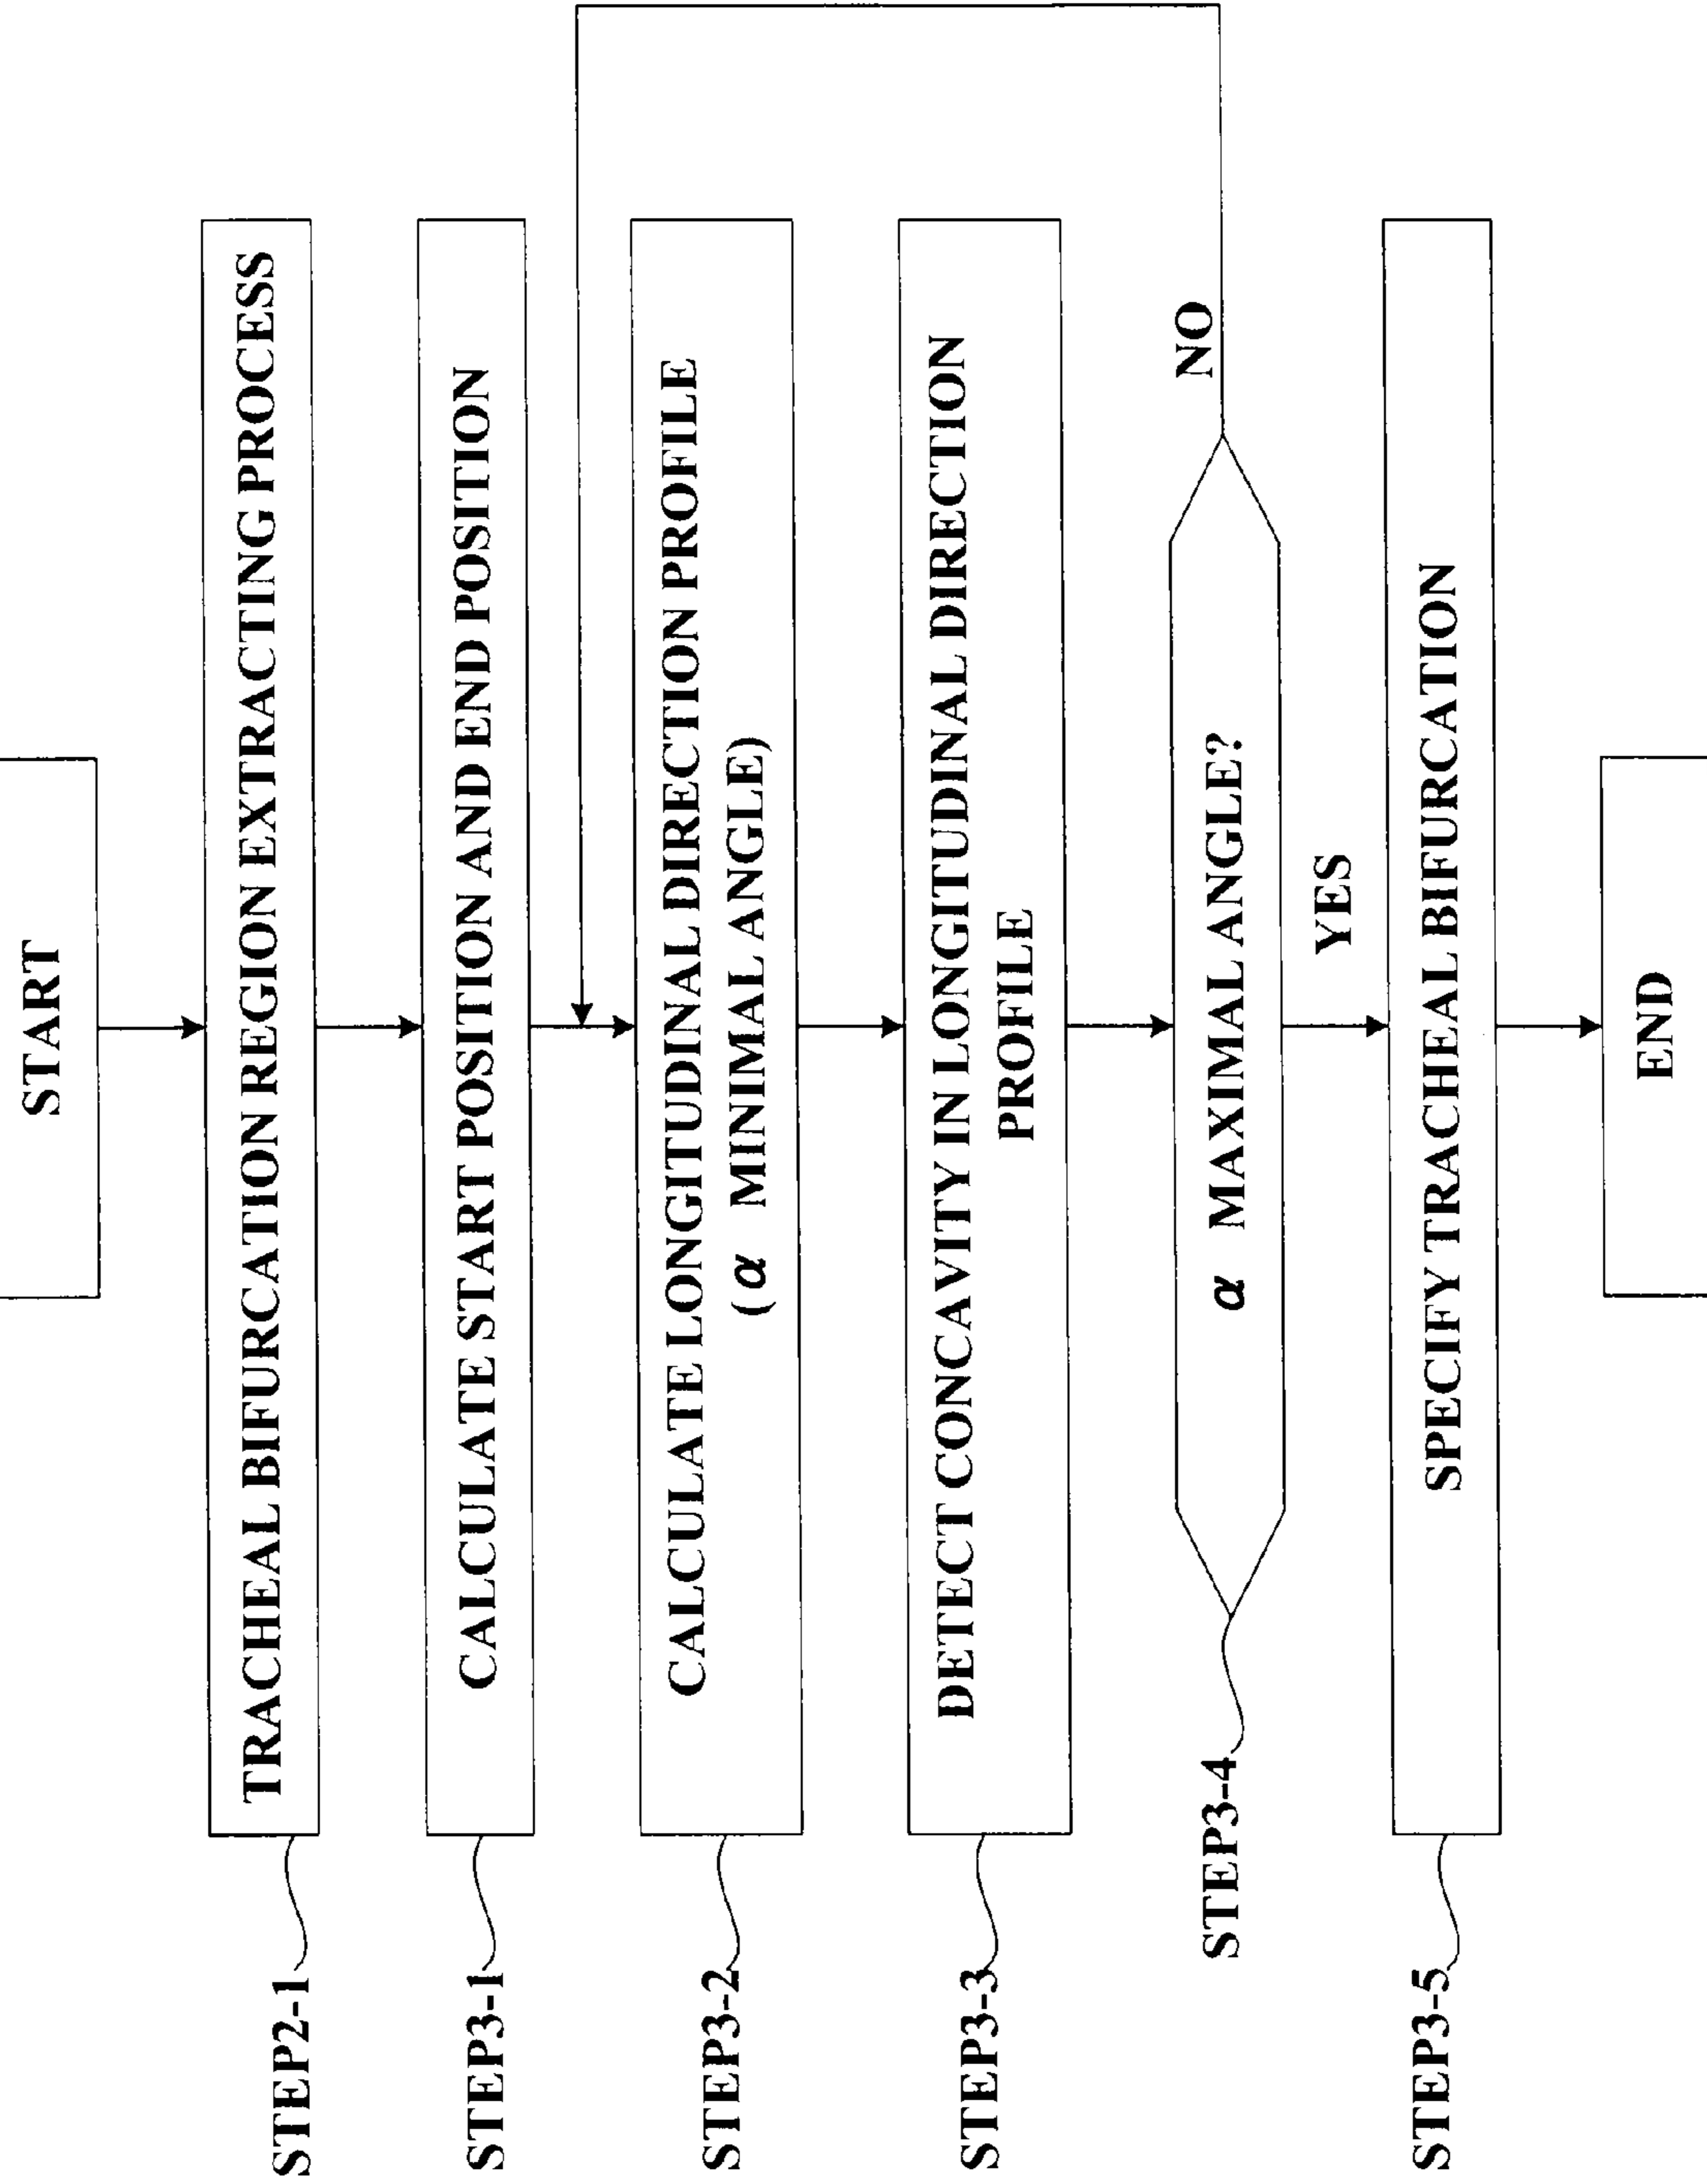 START
STEP2-1
TRACHEAL BIFURCATION REGION EXTRACTING PROCESS
STEP3-1
CALCULATE START POSITION AND END POSITION
STEP3-2
CALCULATE LONGITUDINAL DIRECTION PROFILE
(α MINIMAL ANGLE)
STEP3-3
DETECT CONCAVITY IN LONGITUDINAL DIRECTION
PROFILE
STEP3-4
α MAXIMAL ANGLE?
NO
YES
STEP3-5
SPECIFY TRACHEAL BIFURCATION
END